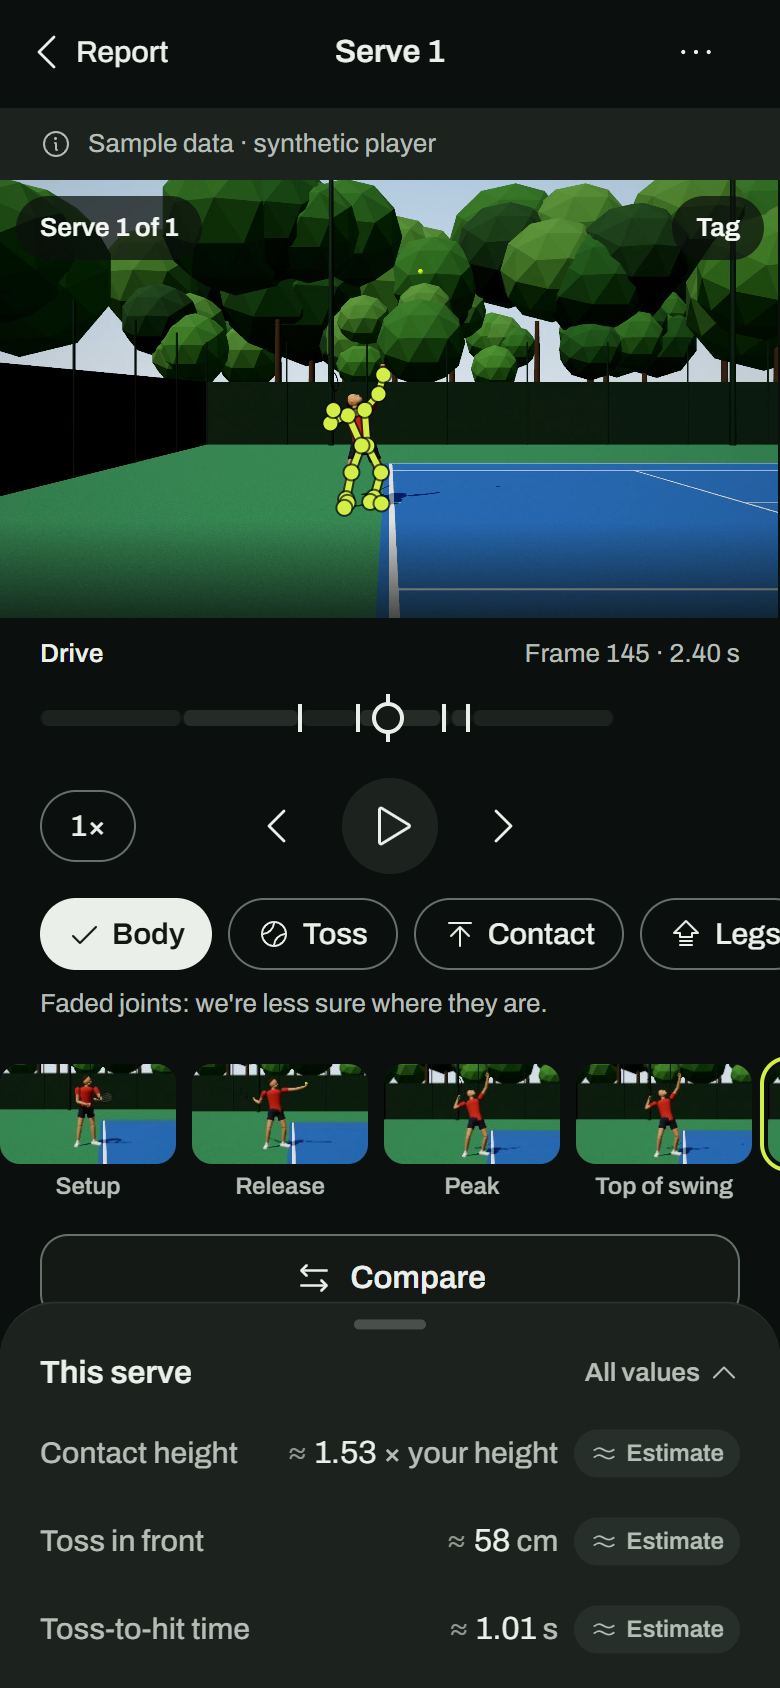 Report
Serve 1
Sample data · synthetic player
Serve 1 of 1
Tag
Drive
Frame 145 · 2.40 s
1×
Body
Toss
Contact
Legs
Faded joints: we're less sure where they are.
Setup
Release
Peak
Top of swing
Compare
This serve
All values
Contact height ≈ 1.53 × your height ≈ Estimate
Toss in front ≈ 58 cm ≈ Estimate
Toss-to-hit time ≈ 1.01 s ≈ Estimate